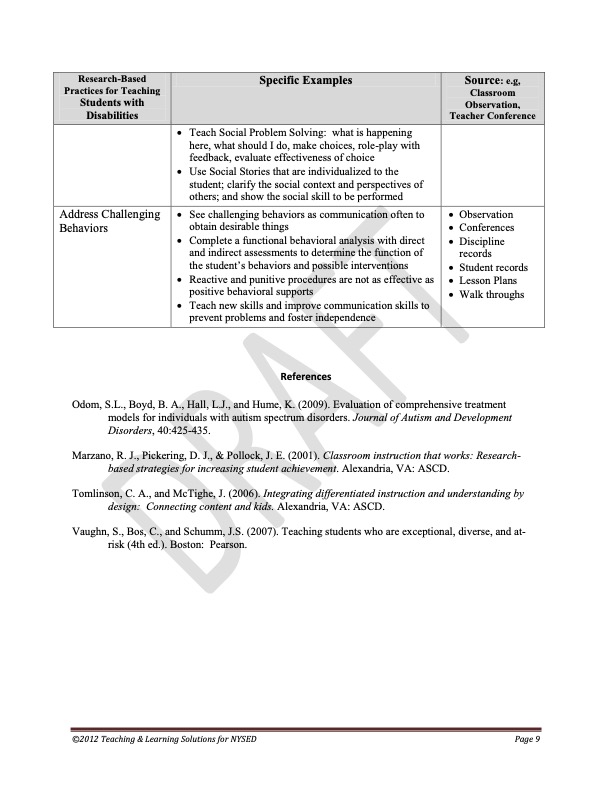 Research-Based
Practices for Teaching
Students with
Disabilities
Specific Examples
Source: e.g,
Classroom
Observation,
Teacher Conference
• Teach Social Problem Solving:  what is happening
here, what should I do, make choices, role-play with
feedback, evaluate effectiveness of choice
• Use Social Stories that are individualized to the
student; clarify the social context and perspectives of
others; and show the social skill to be performed
Address Challenging
Behaviors
• See challenging behaviors as communication often to
obtain desirable things
• Complete a functional behavioral analysis with direct
and indirect assessments to determine the function of
the student’s behaviors and possible interventions
• Reactive and punitive procedures are not as effective as
positive behavioral supports
• Teach new skills and improve communication skills to
prevent problems and foster independence
• Observation
• Conferences
• Discipline
records
• Student records
• Lesson Plans
• Walk throughs
DRAFT
References
Odom, S.L., Boyd, B. A., Hall, L.J., and Hume, K. (2009). Evaluation of comprehensive treatment
models for individuals with autism spectrum disorders. Journal of Autism and Development
Disorders, 40:425-435.
Marzano, R. J., Pickering, D. J., & Pollock, J. E. (2001). Classroom instruction that works: Research-
based strategies for increasing student achievement. Alexandria, VA: ASCD.
Tomlinson, C. A., and McTighe, J. (2006). Integrating differentiated instruction and understanding by
design:  Connecting content and kids. Alexandria, VA: ASCD.
Vaughn, S., Bos, C., and Schumm, J.S. (2007). Teaching students who are exceptional, diverse, and at-
risk (4th ed.). Boston:  Pearson.
©2012 Teaching & Learning Solutions for NYSED
Page 9